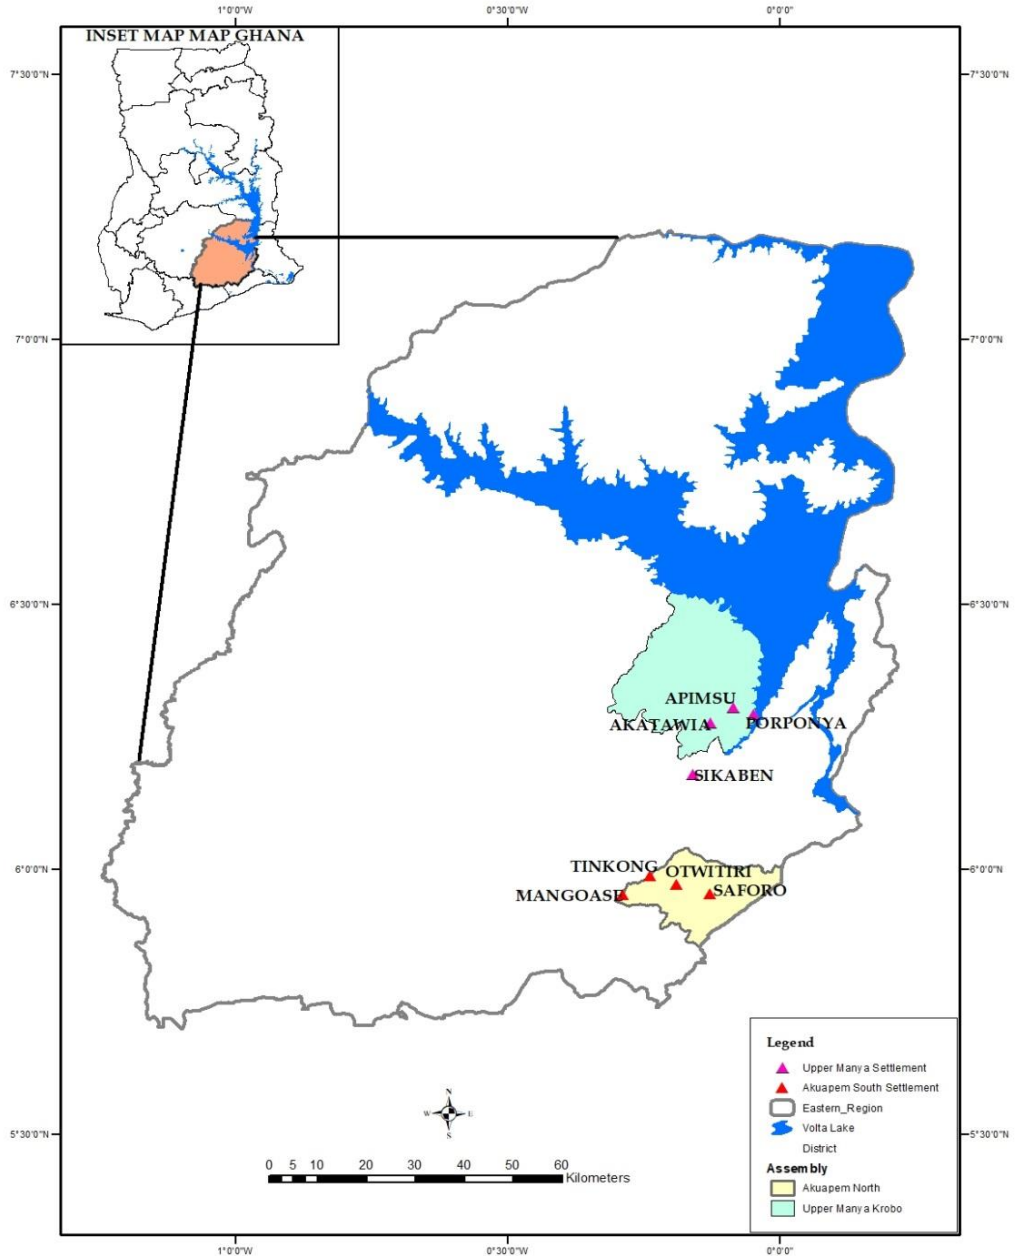 1°0'0"W 0°30'0"W 0°0'0"
INSET MAP MAP GHANA
7°30'0"N 7°30'0"N
7°0'0"N 7°0'0"N
6°30'0"N 6°30'0"N
APIMSU
AKATAWIA PORPONYA
SIKABEN
TINKONG OTWITIRI
6°0'0"N 6°0'0"N
MANGOASE SAFORO
Legend
Upper Manya Settlement
Akuapem South Settlement
Eastern_Region
Volta Lake
District
Assembly
Akuapem North
Upper Manya Krobo
N
W E
S
5°30'0"N 5°30'0"N
0 5 10 20 30 40 50 60
Kilometers
1°0'0"W 0°30'0"W 0°0'0"